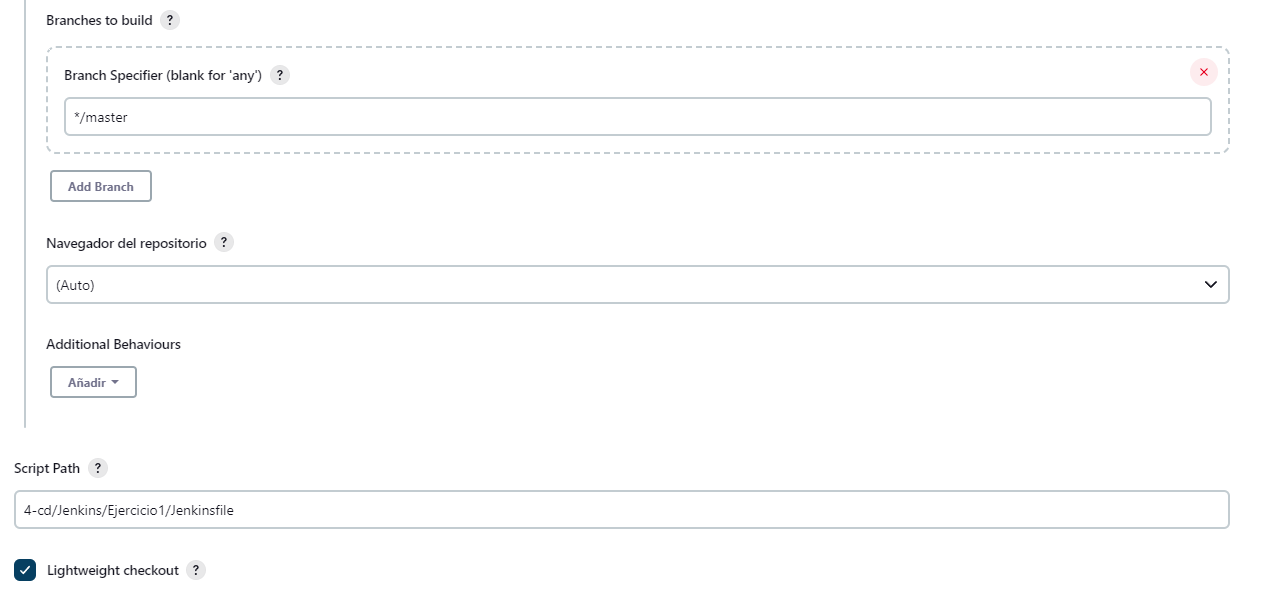 Branches to build ?
Branch Specifier (blank for 'any') ?
*/master
Add Branch
Navegador del repositorio ?
(Auto)
Additional Behaviours
Añadir
Script Path ?
4-cd/Jenkins/Ejercicio1/Jenkinsfile
Lightweight checkout ?